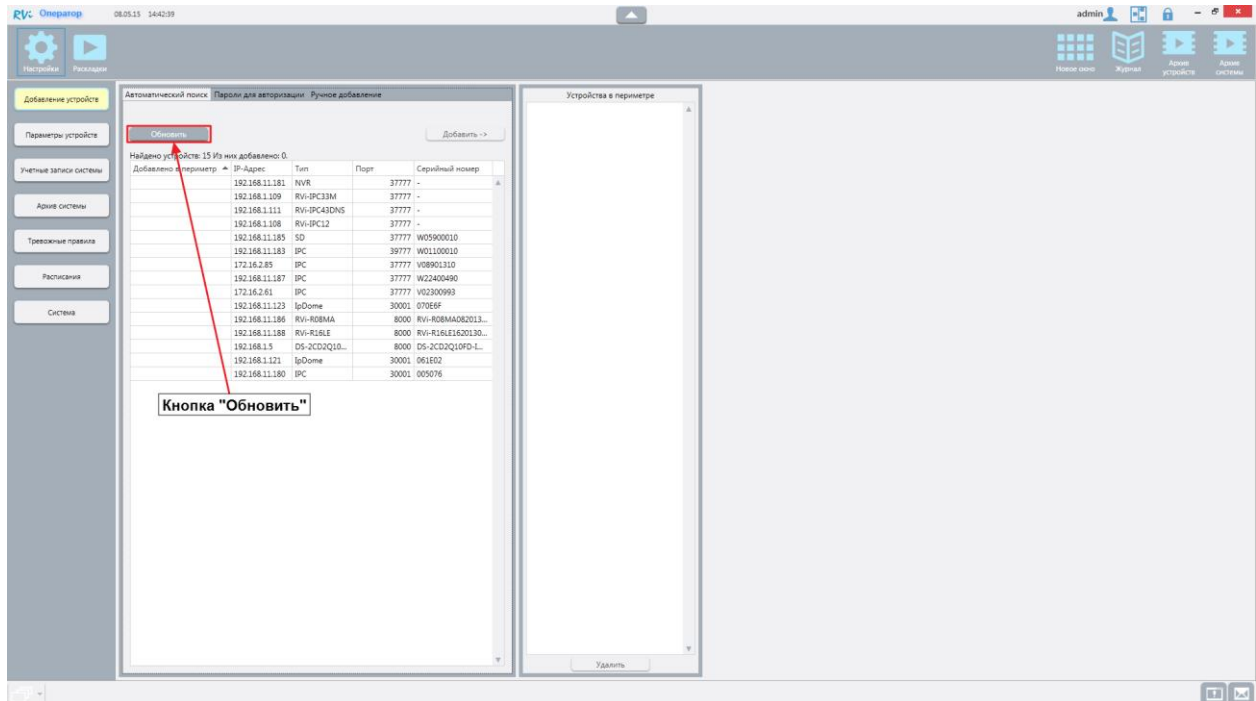 RVi Оператор 08.05.15 14:42:39 admin
Настройки Раскладки Новое окно Журнал Архив устройств Архив системы
Добавление устройств
Параметры устройств
Учетные записи системы
Архив системы
Тревожные правила
Расписания
Система
Автоматический поиск Пароли для авторизации Ручное добавление
Обновить Добавить ->
Найдено устройств: 15 Из них добавлено: 0.
Добавлено в периметр IP-Адрес Тип Порт Серийный номер
192.168.11.181 NVR 37777 -
192.168.1.109 RVi-IPC33M 37777 -
192.168.1.111 RVi-IPC43DNS 37777 -
192.168.1.108 RVi-IPC12 37777 -
192.168.11.185 SD 37777 W05900010
192.168.11.183 IPC 39777 W01100010
172.16.2.85 IPC 37777 V08901310
192.168.11.187 IPC 37777 W22400490
172.16.2.61 IPC 37777 V02300993
192.168.11.123 IpDome 30001 070E6F
192.168.11.186 RVi-R08MA 8000 RVi-R08MA082013...
192.168.11.188 RVi-R16LE 8000 RVi-R16LE1620130...
192.168.1.5 DS-2CD2Q10... 8000 DS-2CD2Q10FD-I...
192.168.1.121 IpDome 30001 061E02
192.168.11.180 IPC 30001 005076
Кнопка "Обновить"
Устройства в периметре
Удалить